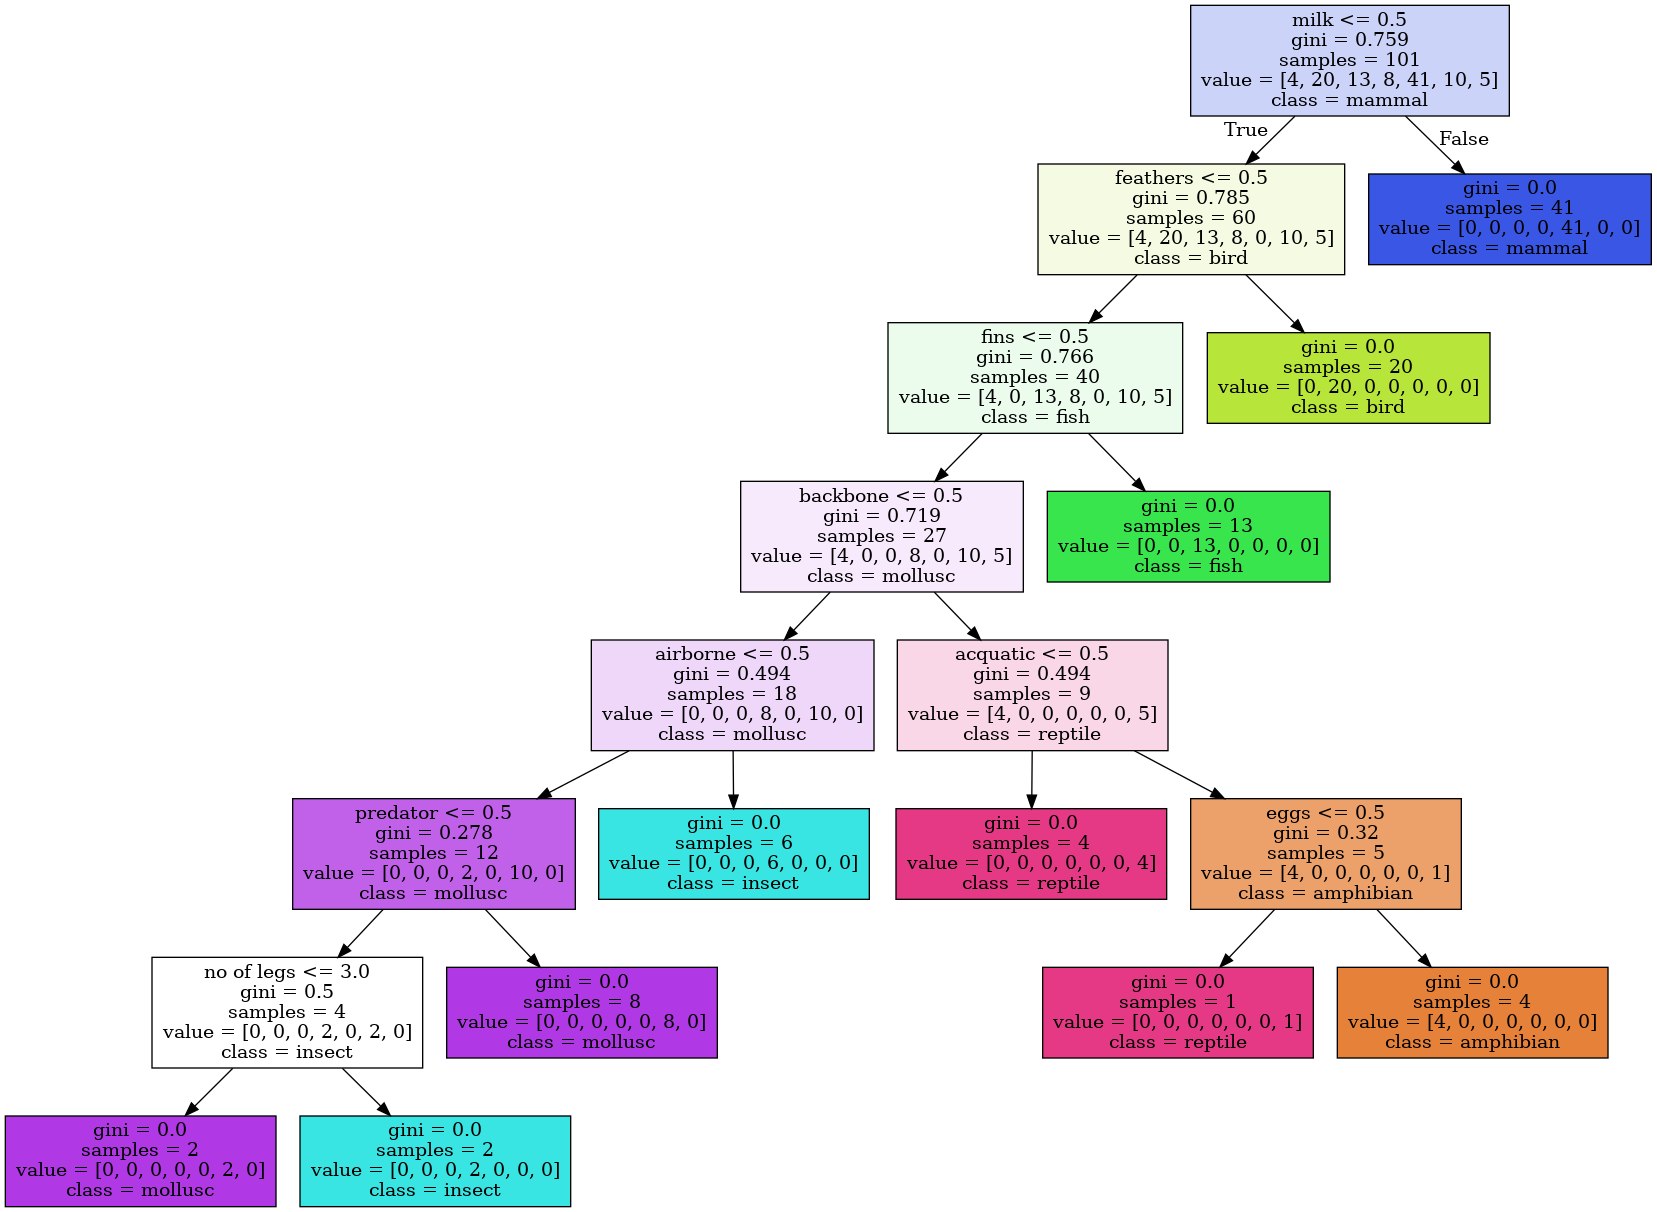 milk <= 0.5
gini = 0.759
samples = 101
value = [4, 20, 13, 8, 41, 10, 5]
class = mammal
True
False
feathers <= 0.5
gini = 0.785
samples = 60
value = [4, 20, 13, 8, 0, 10, 5]
class = bird
gini = 0.0
samples = 41
value = [0, 0, 0, 0, 41, 0, 0]
class = mammal
fins <= 0.5
gini = 0.766
samples = 40
value = [4, 0, 13, 8, 0, 10, 5]
class = fish
gini = 0.0
samples = 20
value = [0, 20, 0, 0, 0, 0, 0]
class = bird
backbone <= 0.5
gini = 0.719
samples = 27
value = [4, 0, 0, 8, 0, 10, 5]
class = mollusc
gini = 0.0
samples = 13
value = [0, 0, 13, 0, 0, 0, 0]
class = fish
airborne <= 0.5
gini = 0.494
samples = 18
value = [0, 0, 0, 8, 0, 10, 0]
class = mollusc
acquatic <= 0.5
gini = 0.494
samples = 9
value = [4, 0, 0, 0, 0, 0, 5]
class = reptile
predator <= 0.5
gini = 0.278
samples = 12
value = [0, 0, 0, 2, 0, 10, 0]
class = mollusc
gini = 0.0
samples = 6
value = [0, 0, 0, 6, 0, 0, 0]
class = insect
gini = 0.0
samples = 4
value = [0, 0, 0, 0, 0, 0, 4]
class = reptile
eggs <= 0.5
gini = 0.32
samples = 5
value = [4, 0, 0, 0, 0, 0, 1]
class = amphibian
no of legs <= 3.0
gini = 0.5
samples = 4
value = [0, 0, 0, 2, 0, 2, 0]
class = insect
gini = 0.0
samples = 8
value = [0, 0, 0, 0, 0, 8, 0]
class = mollusc
gini = 0.0
samples = 1
value = [0, 0, 0, 0, 0, 0, 1]
class = reptile
gini = 0.0
samples = 4
value = [4, 0, 0, 0, 0, 0, 0]
class = amphibian
gini = 0.0
samples = 2
value = [0, 0, 0, 0, 0, 2, 0]
class = mollusc
gini = 0.0
samples = 2
value = [0, 0, 0, 2, 0, 0, 0]
class = insect